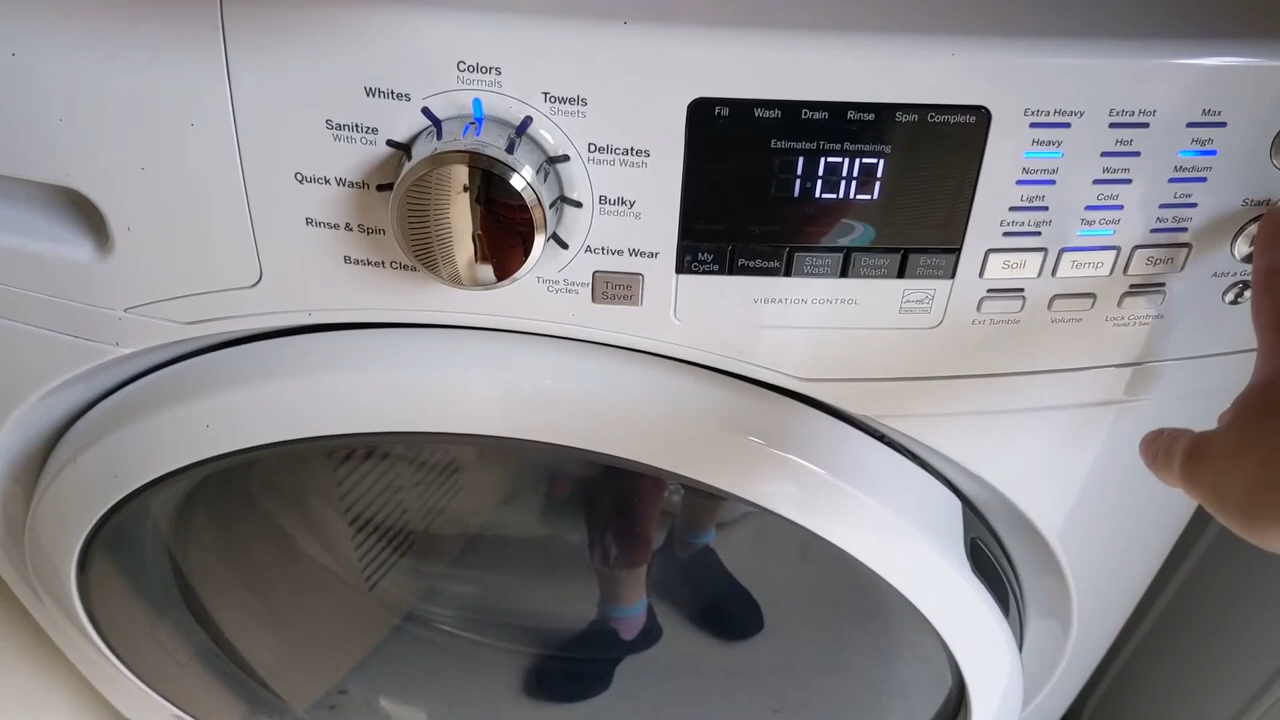 Colors
Normals
Whites
Towels
Sheets
Sanitize
With Oxi
Delicates
Hand Wash
Quick Wash
Bulky
Bedding
Rinse & Spin
Active Wear
Basket Clea
Time Saver
Cycles
Time
Saver
Fill Wash Drain Rinse Spin Complete
Estimated Time Remaining
1:00
My
Cycle
PreSoak
Stain
Wash
Delay
Wash
Extra
Rinse
VIBRATION CONTROL
Extra Heavy Extra Hot Max
Heavy Hot High
Normal Warm Medium
Light Cold Low
Extra Light Tap Cold No Spin
Soil Temp Spin
Ext Tumble Volume Lock Controls
Hold 3 Sec
Start
Add a Ga